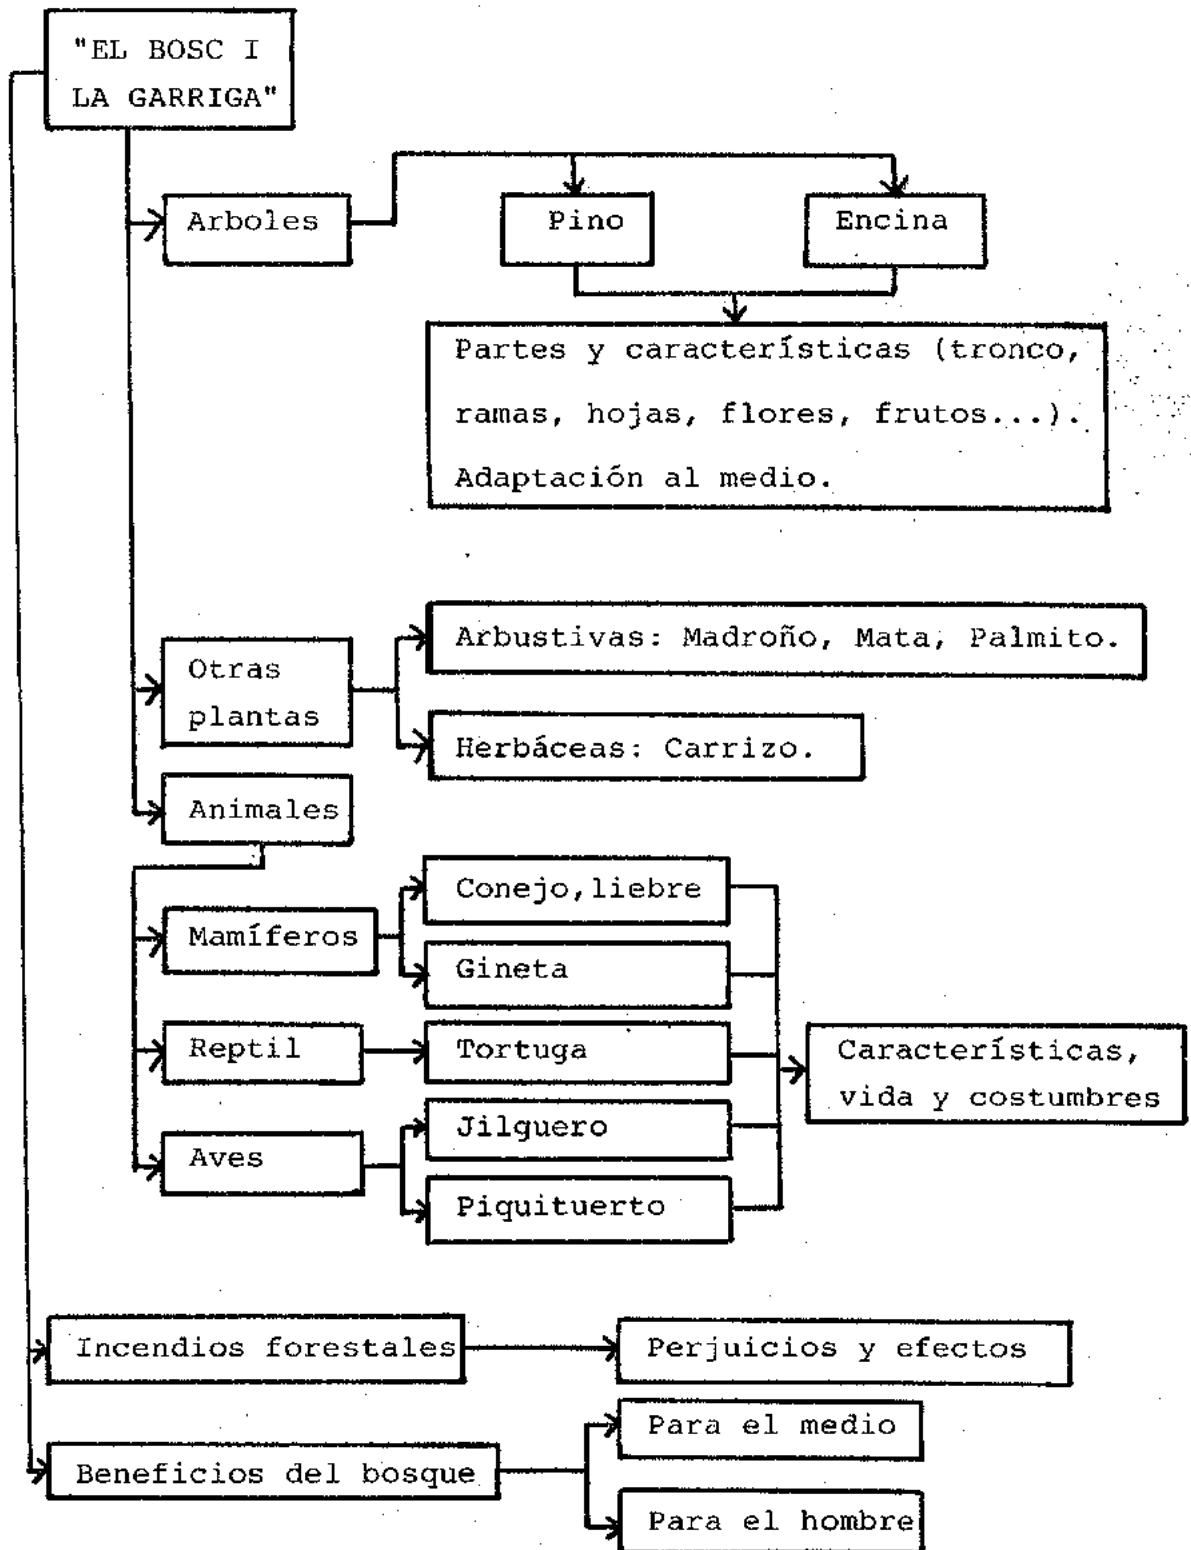 "EL BOSC I
LA GARRIGA"
Arboles
Pino
Encina
Partes y características (tronco,
ramas, hojas, flores, frutos...).
Adaptación al medio.
Otras
plantas
Arbustivas: Madroño, Mata, Palmito.
Herbáceas: Carrizo.
Animales
Mamíferos
Conejo, liebre
Gineta
Reptil
Tortuga
Aves
Jilguero
Piquituerto
Características,
vida y costumbres
Incendios forestales
Perjuicios y efectos
Beneficios del bosque
Para el medio
Para el hombre